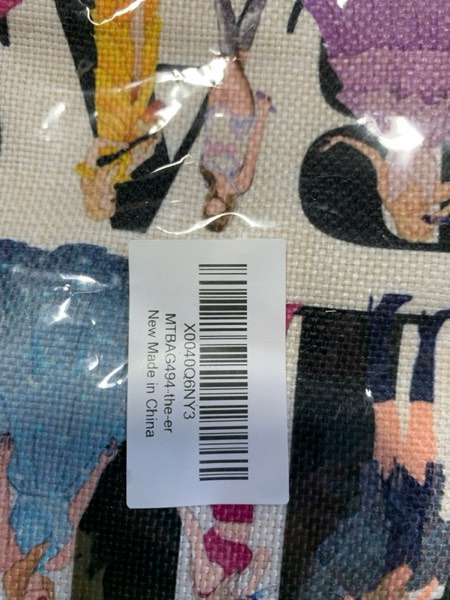 X0040Q6NY3
MTBAG494-the-er
New Made in China